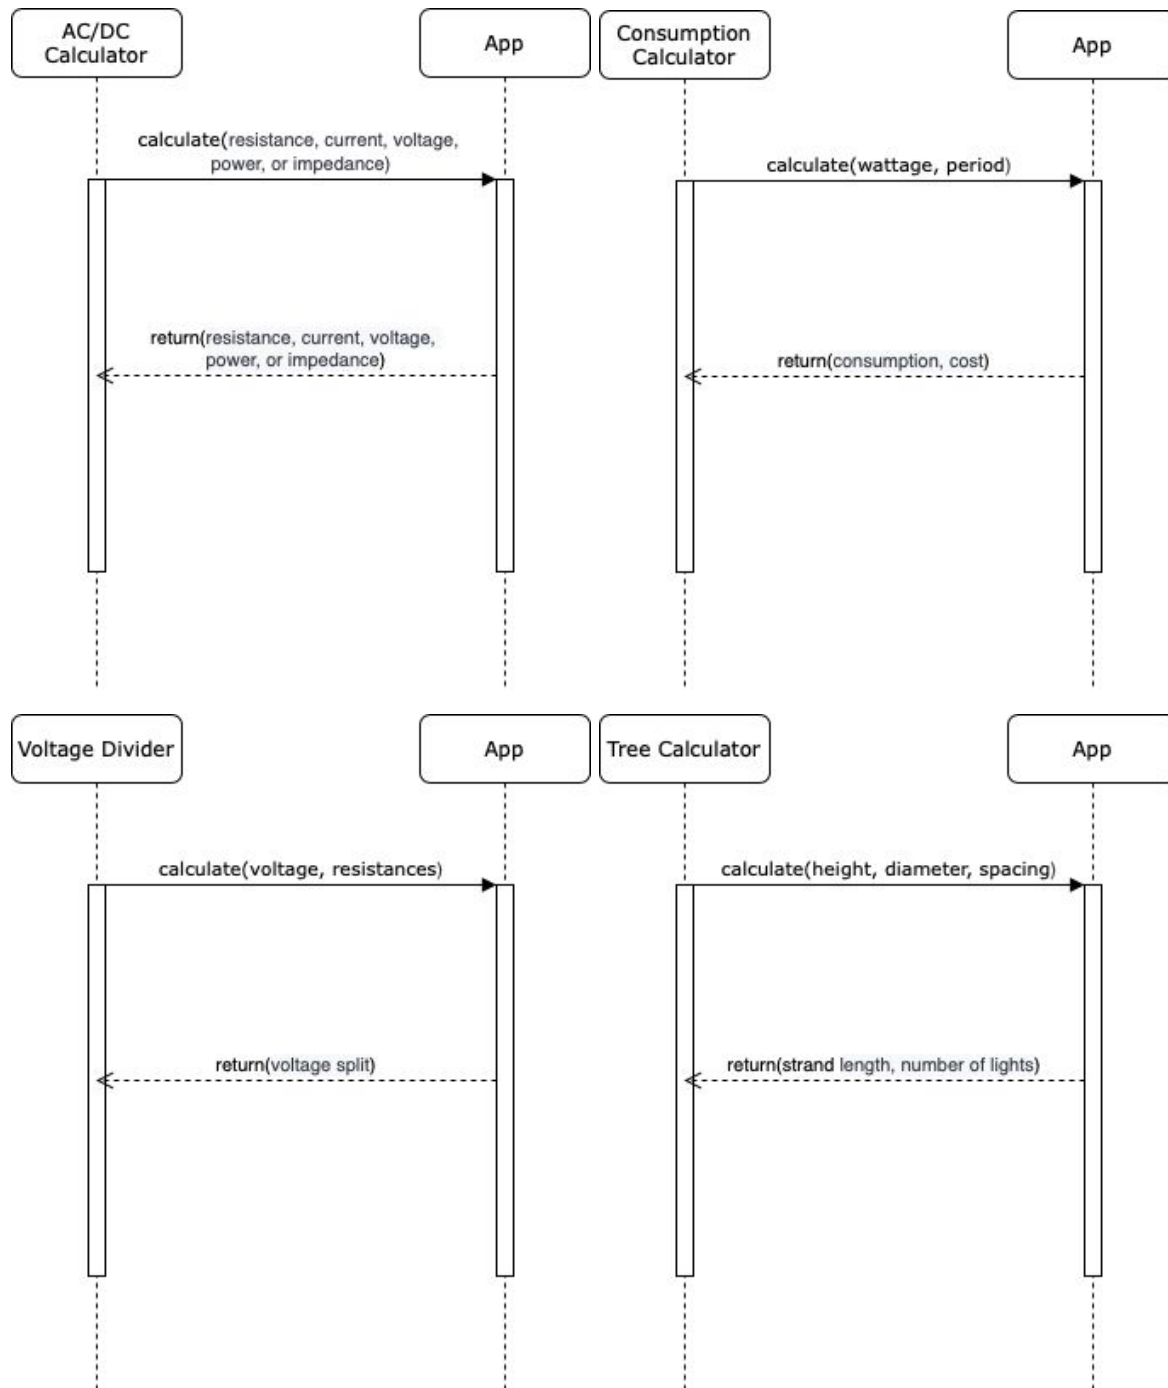 AC/DC
Calculator
App
calculate(resistance, current, voltage,
power, or impedance)
return(resistance, current, voltage,
power, or impedance)
Consumption
Calculator
App
calculate(wattage, period)
return(consumption, cost)
Voltage Divider
App
calculate(voltage, resistances)
return(voltage split)
Tree Calculator
App
calculate(height, diameter, spacing)
return(strand length, number of lights)